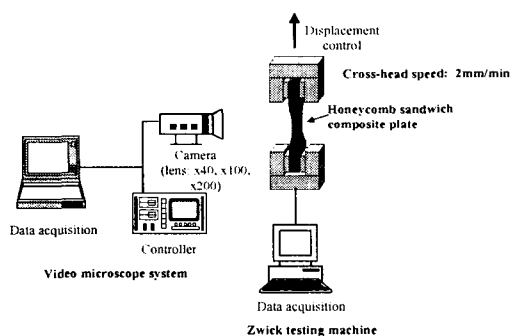 Displacement
control
Cross-head speed: 2mm/min
Honeycomb sandwich
composite plate
Camera
(lens: x40, x100,
x200)
Data acquisition
Controller
Video microscope system
Data acquisition
Zwick testing machine